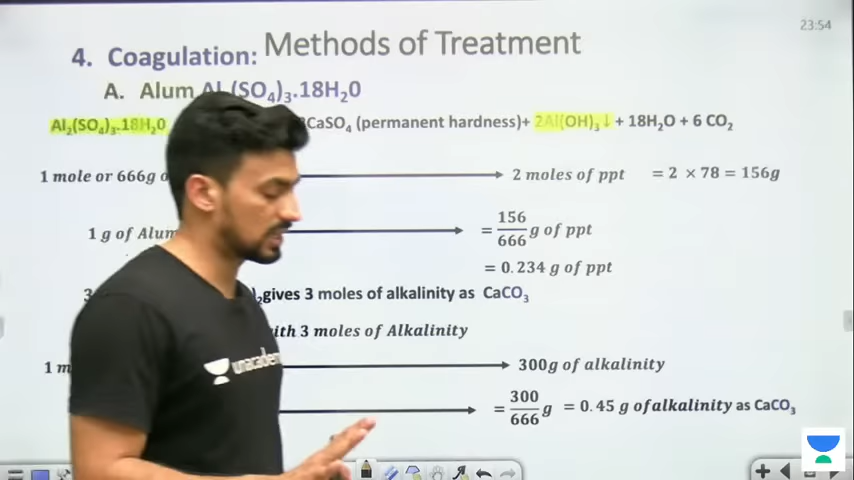 23:54
Methods of Treatment
4. Coagulation:
A. Alum Al₂(SO₄)₃.18H₂0
Al₂(SO₄)₃.18H₂0 CaSO₄ (permanent hardness)+ 2Al(OH)₃↓ + 18H₂O + 6 CO₂
1 mole or 666g 2 moles of ppt = 2 × 78 = 156g
1 g of Alum = 156/666 g of ppt
= 0.234 g of ppt
3 gives 3 moles of alkalinity as CaCO₃
with 3 moles of Alkalinity
1 300g of alkalinity
= 300/666 g = 0.45 g of alkalinity as CaCO₃
unacademy